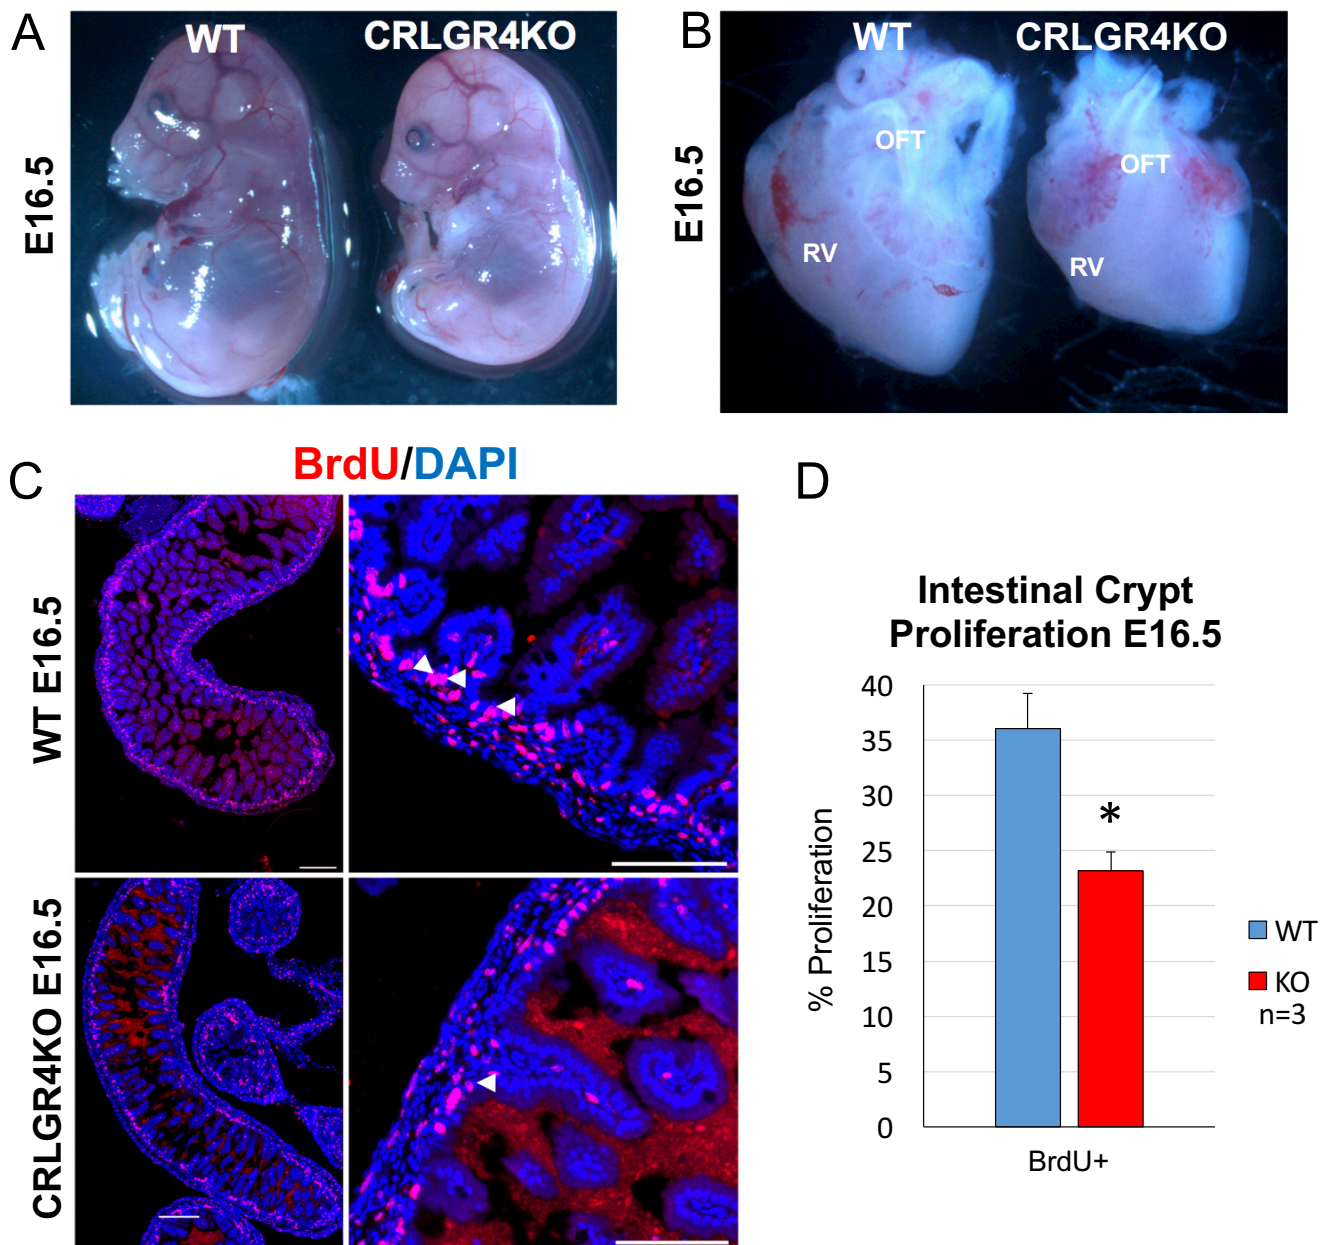 A
WT
CRLGR4KO
E16.5
B
WT
CRLGR4KO
E16.5
OFT
OFT
RV
RV
C
BrdU/DAPI
WT E16.5
CRLGR4KO E16.5
D
Intestinal Crypt
Proliferation E16.5
% Proliferation
40
35
30
25
20
15
10
5
0
*
BrdU+
WT
KO
n=3